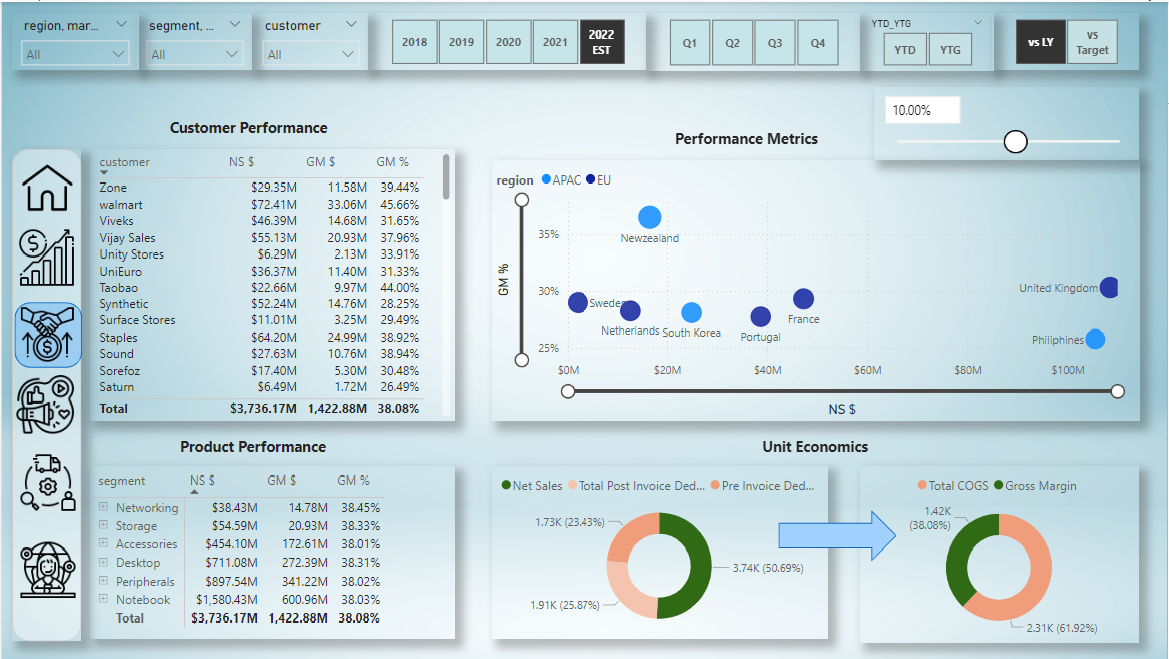 region, mar...
segment, ...
customer
All
All
All
2018
2019
2020
2021
2022 EST
Q1
Q2
Q3
Q4
YTD_YTG
YTD
YTG
vs LY
vs Target
10.00%
Customer Performance
customer NS $ GM $ GM %
Zone $29.35M 11.58M 39.44%
walmart $72.41M 33.06M 45.66%
Viveks $46.39M 14.68M 31.65%
Vijay Sales $55.13M 20.93M 37.96%
Unity Stores $6.29M 2.13M 33.91%
UniEuro $36.37M 11.40M 31.33%
Taobao $22.66M 9.97M 44.00%
Synthetic $52.24M 14.76M 28.25%
Surface Stores $11.01M 3.25M 29.49%
Staples $64.20M 24.99M 38.92%
Sound $27.63M 10.76M 38.94%
Sorefoz $17.40M 5.30M 30.48%
Saturn $6.49M 1.72M 26.49%
Total $3,736.17M 1,422.88M 38.08%
Performance Metrics
region APAC EU
GM %
35%
30%
25%
Newzealand
United Kingdom
Sweden
Netherlands
South Korea
Portugal
France
Philiphines
$0M $20M $40M $60M $80M $100M
NS $
Product Performance
segment NS $ GM $ GM %
Networking $38.43M 14.78M 38.45%
Storage $54.59M 20.93M 38.33%
Accessories $454.10M 172.61M 38.01%
Desktop $711.08M 272.39M 38.31%
Peripherals $897.54M 341.22M 38.02%
Notebook $1,580.43M 600.96M 38.03%
Total $3,736.17M 1,422.88M 38.08%
Unit Economics
Net Sales Total Post Invoice Ded... Pre Invoice Ded...
1.73K (23.43%)
3.74K (50.69%)
1.91K (25.87%)
Total COGS Gross Margin
1.42K
(38.08%)
2.31K (61.92%)